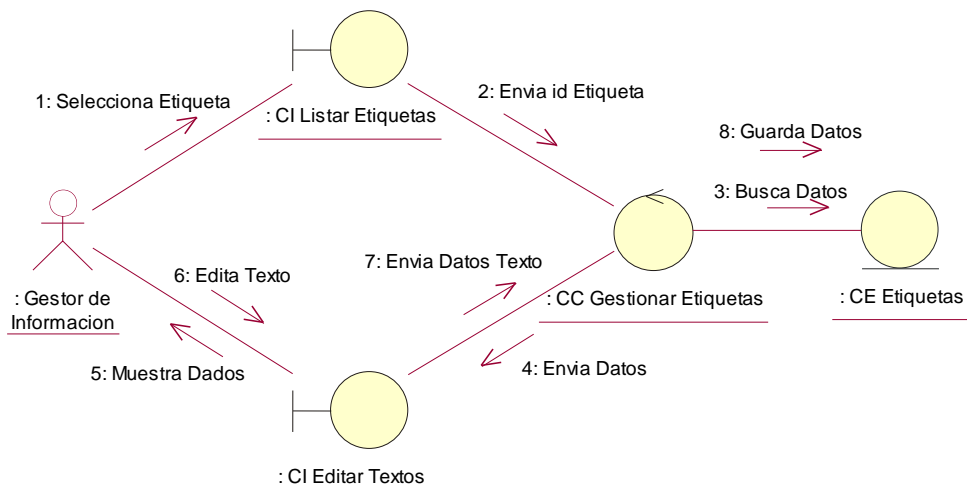 1: Selecciona Etiqueta
2: Envia id Etiqueta
: CI Listar Etiquetas
8: Guarda Datos
3: Busca Datos
6: Edita Texto
7: Envia Datos Texto
: Gestor de
Informacion
: CC Gestionar Etiquetas
: CE Etiquetas
5: Muestra Dados
4: Envia Datos
: CI Editar Textos